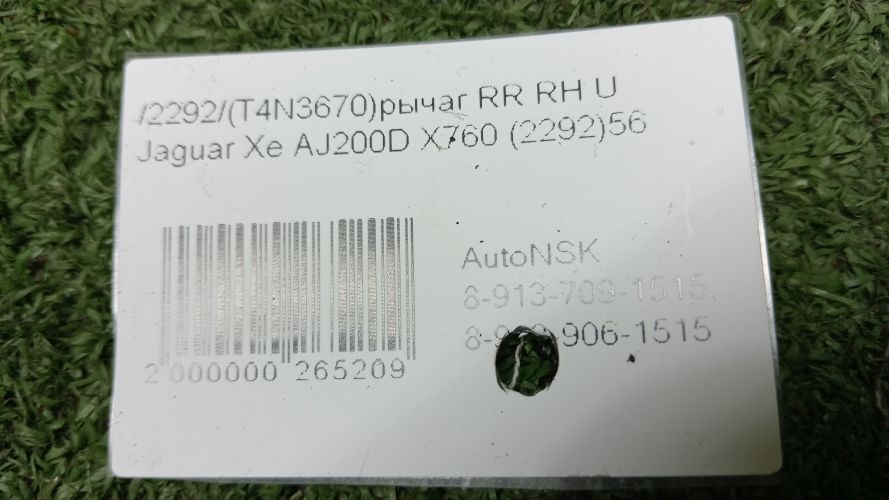 /2292/(T4N3670)рычаг RR RH U
Jaguar Xe AJ200D X760 (2292)56
AutoNSK
8-913-709-1515,
906-1515
2 000000 265209